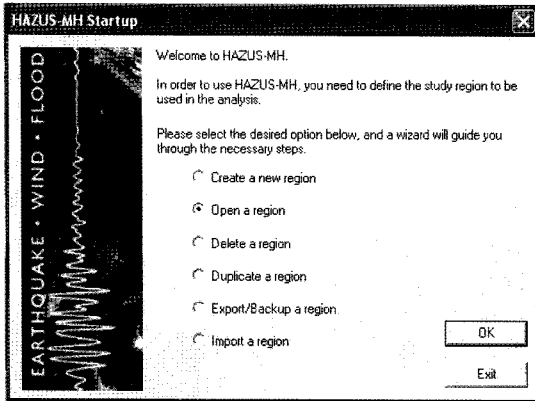 HAZUS-MH Startup
EARTHQUAKE • WIND • FLOOD
Welcome to HAZUS-MH.
In order to use HAZUS-MH, you need to define the study region to be
used in the analysis.
Please select the desired option below, and a wizard will guide you
through the necessary steps.
Create a new region
Open a region
Delete a region
Duplicate a region
Export/Backup a region
Import a region
OK
Exit